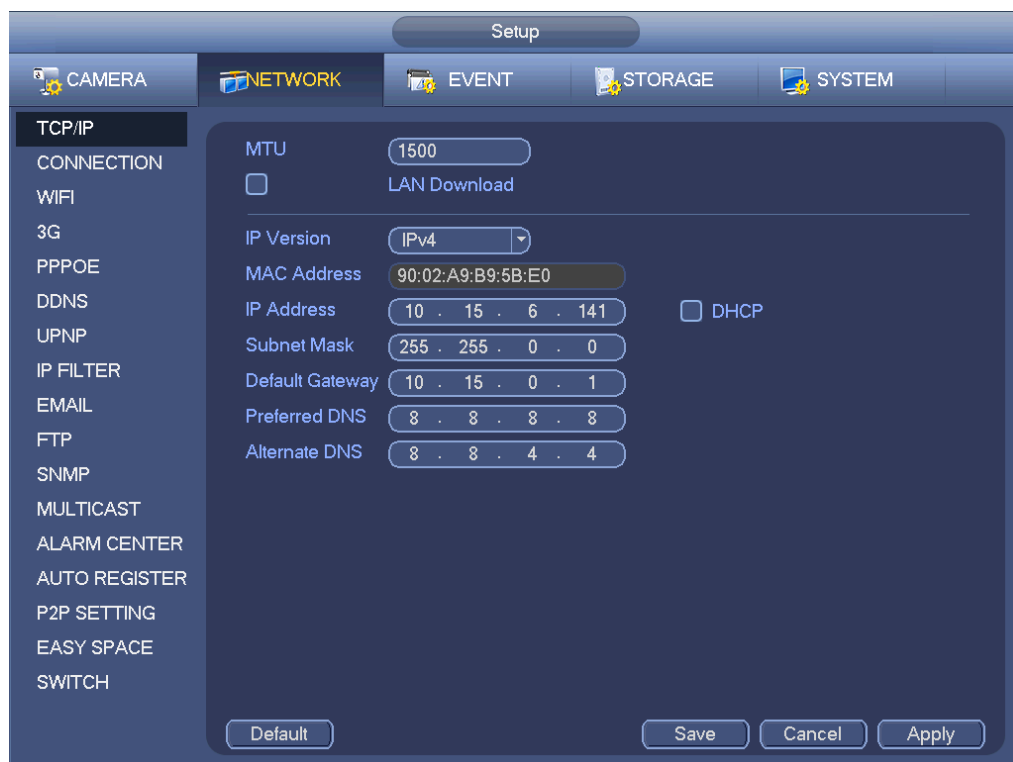 Setup
CAMERA NETWORK EVENT STORAGE SYSTEM
TCP/IP
CONNECTION
WIFI
3G
PPPOE
DDNS
UPNP
IP FILTER
EMAIL
FTP
SNMP
MULTICAST
ALARM CENTER
AUTO REGISTER
P2P SETTING
EASY SPACE
SWITCH
MTU 1500
LAN Download
IP Version IPv4
MAC Address 90:02:A9:B9:5B:E0
IP Address 10 . 15 . 6 . 141 DHCP
Subnet Mask 255 . 255 . 0 . 0
Default Gateway 10 . 15 . 0 . 1
Preferred DNS 8 . 8 . 8 . 8
Alternate DNS 8 . 8 . 4 . 4
Default Save Cancel Apply